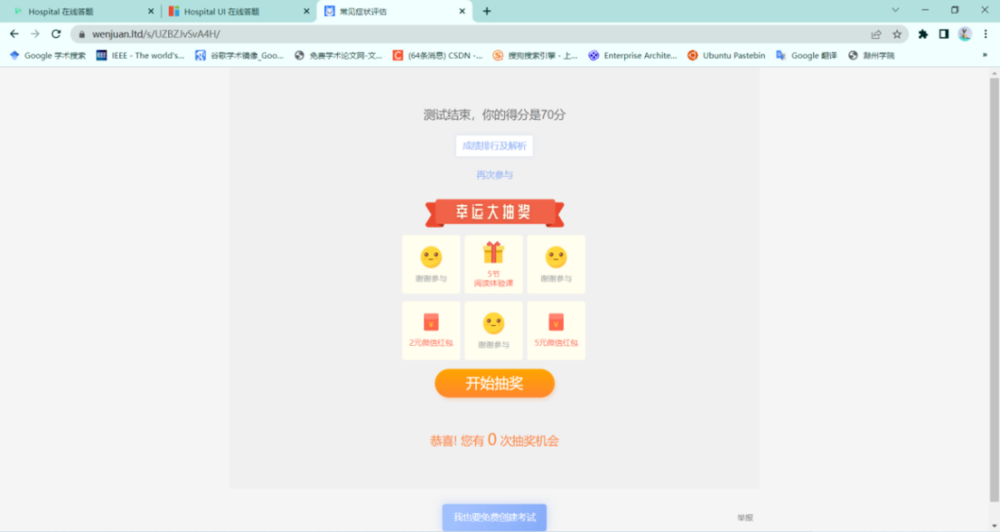 Hospital 在线答题
Hospital UI 在线答题
常见症状评估
wenjuan.ltd/s/UZBZJvSvA4H/
Google 学术搜索
IEEE - The world's...
谷歌学术镜像_Goo...
免费学术论文网-文...
(64条消息) CSDN -...
搜狗搜索引擎 - 上...
Enterprise Archite...
Ubuntu Pastebin
Google 翻译
滁州学院
»
测试结束，你的得分是70分
成绩排行及解析
再次参与
幸运大抽奖
谢谢参与
5节
阅读体验课
谢谢参与
2元微信红包
谢谢参与
5元微信红包
开始抽奖
恭喜! 您有 0 次抽奖机会
我也要免费创建考试
举报